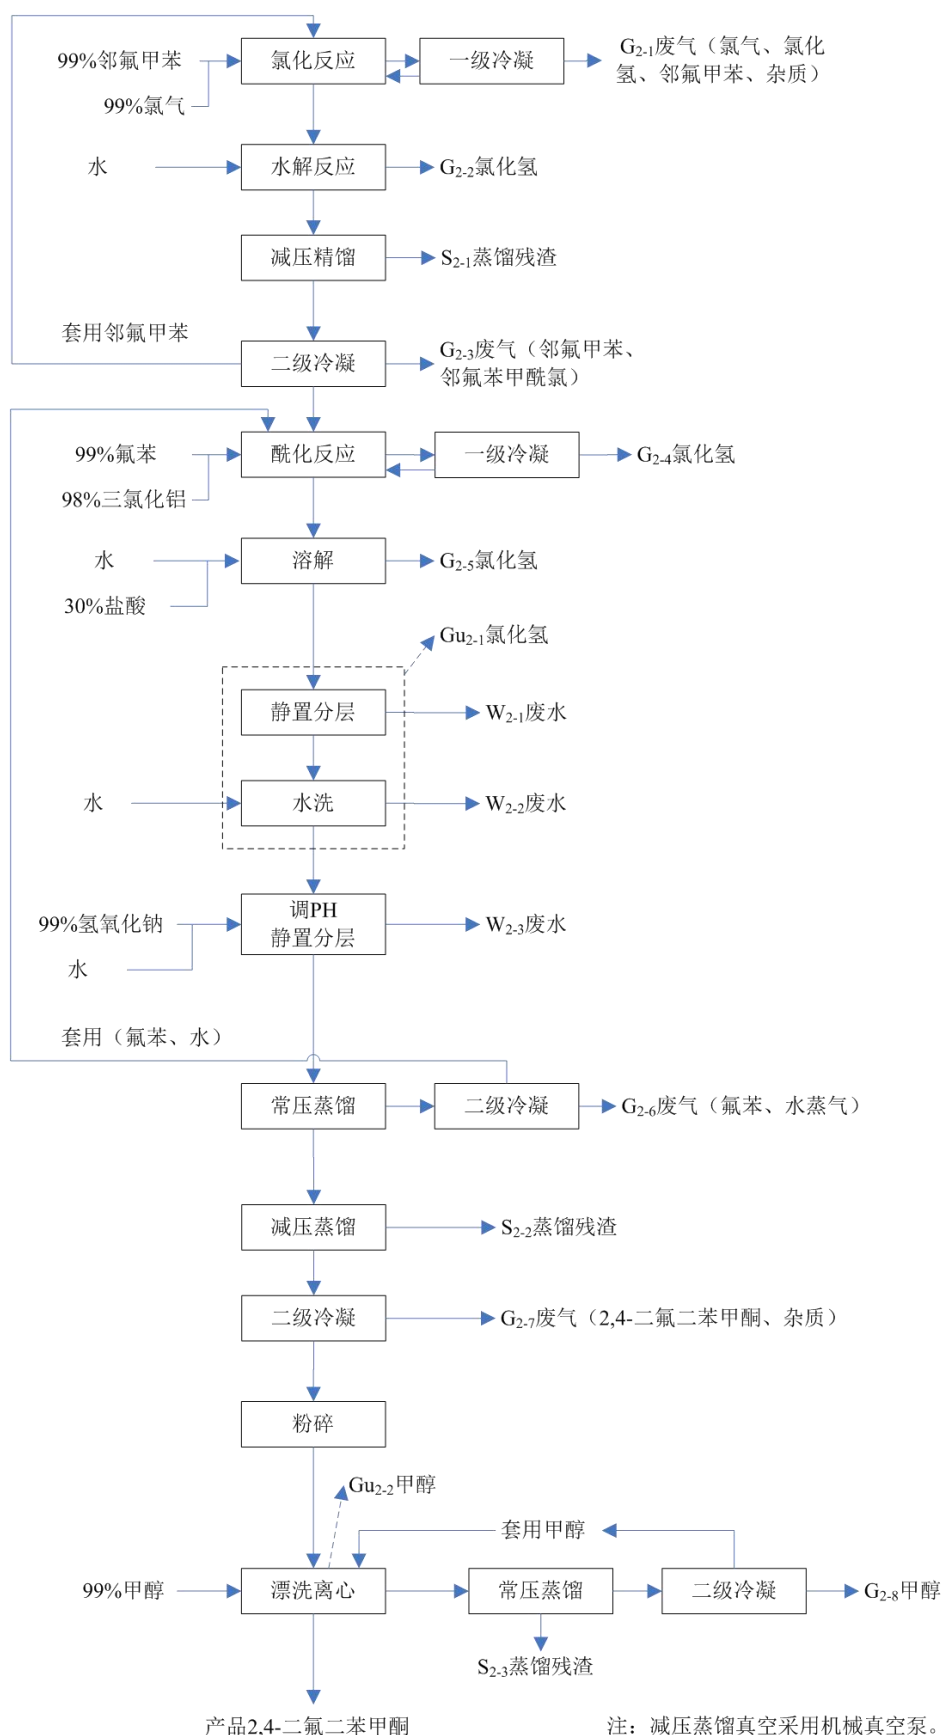 99%邻氟甲苯
99%氯气
氯化反应
一级冷凝
G2-1废气（氯气、氯化
氢、邻氟甲苯、杂质）
水
水解反应
G2-2氯化氢
减压精馏
S2-1蒸馏残渣
套用邻氟甲苯
二级冷凝
G2-3废气（邻氟甲苯、
邻氟苯甲酰氯）
99%氟苯
98%三氯化铝
酰化反应
一级冷凝
G2-4氯化氢
水
30%盐酸
溶解
G2-5氯化氢
Gu2-1氯化氢
静置分层
W2-1废水
水
水洗
W2-2废水
99%氢氧化钠
水
调PH
静置分层
W2-3废水
套用（氟苯、水）
常压蒸馏
二级冷凝
G2-6废气（氟苯、水蒸气）
减压蒸馏
S2-2蒸馏残渣
二级冷凝
G2-7废气（2,4-二氟二苯甲酮、杂质）
粉碎
Gu2-2甲醇
套用甲醇
99%甲醇
漂洗离心
常压蒸馏
二级冷凝
G2-8甲醇
S2-3蒸馏残渣
产品2,4-二氟二苯甲酮
注：减压蒸馏真空采用机械真空泵。